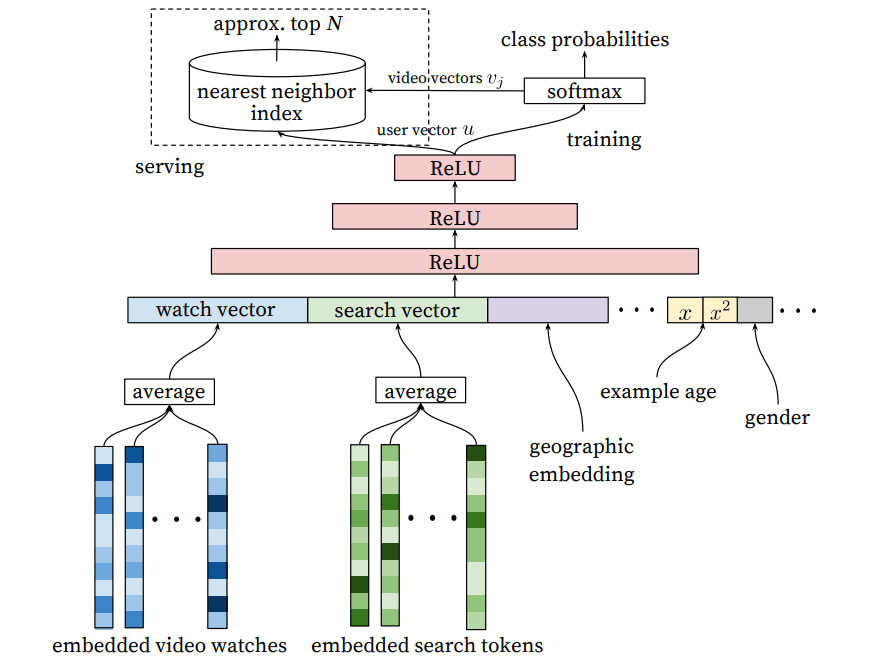 approx. top N
class probabilities
nearest neighbor
index
video vectors v_j
softmax
user vector u
training
serving
ReLU
ReLU
ReLU
watch vector
search vector
. . .
x
x²
. . .
average
average
example age
gender
geographic
embedding
. . .
. . .
embedded video watches
embedded search tokens